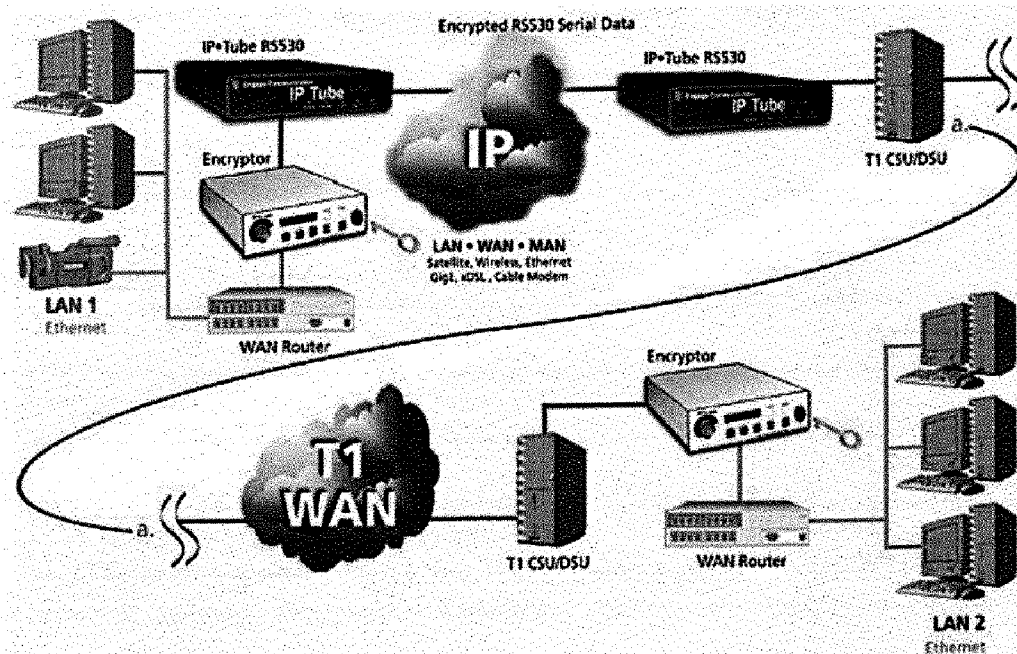 Encrypted RS530 Serial Data
IP•Tube RS530
IP•Tube RS530
Engage Communication
IP Tube
IP
IP Tube
a.
T1 CSU/DSU
Encryptor
LAN • WAN • MAN
Satellite, Wireless, Ethernet
GigE, xDSL, Cable Modem
LAN 1
Ethernet
WAN Router
Encryptor
T1
WAN
a.
T1 CSU/DSU
WAN Router
LAN 2
Ethernet